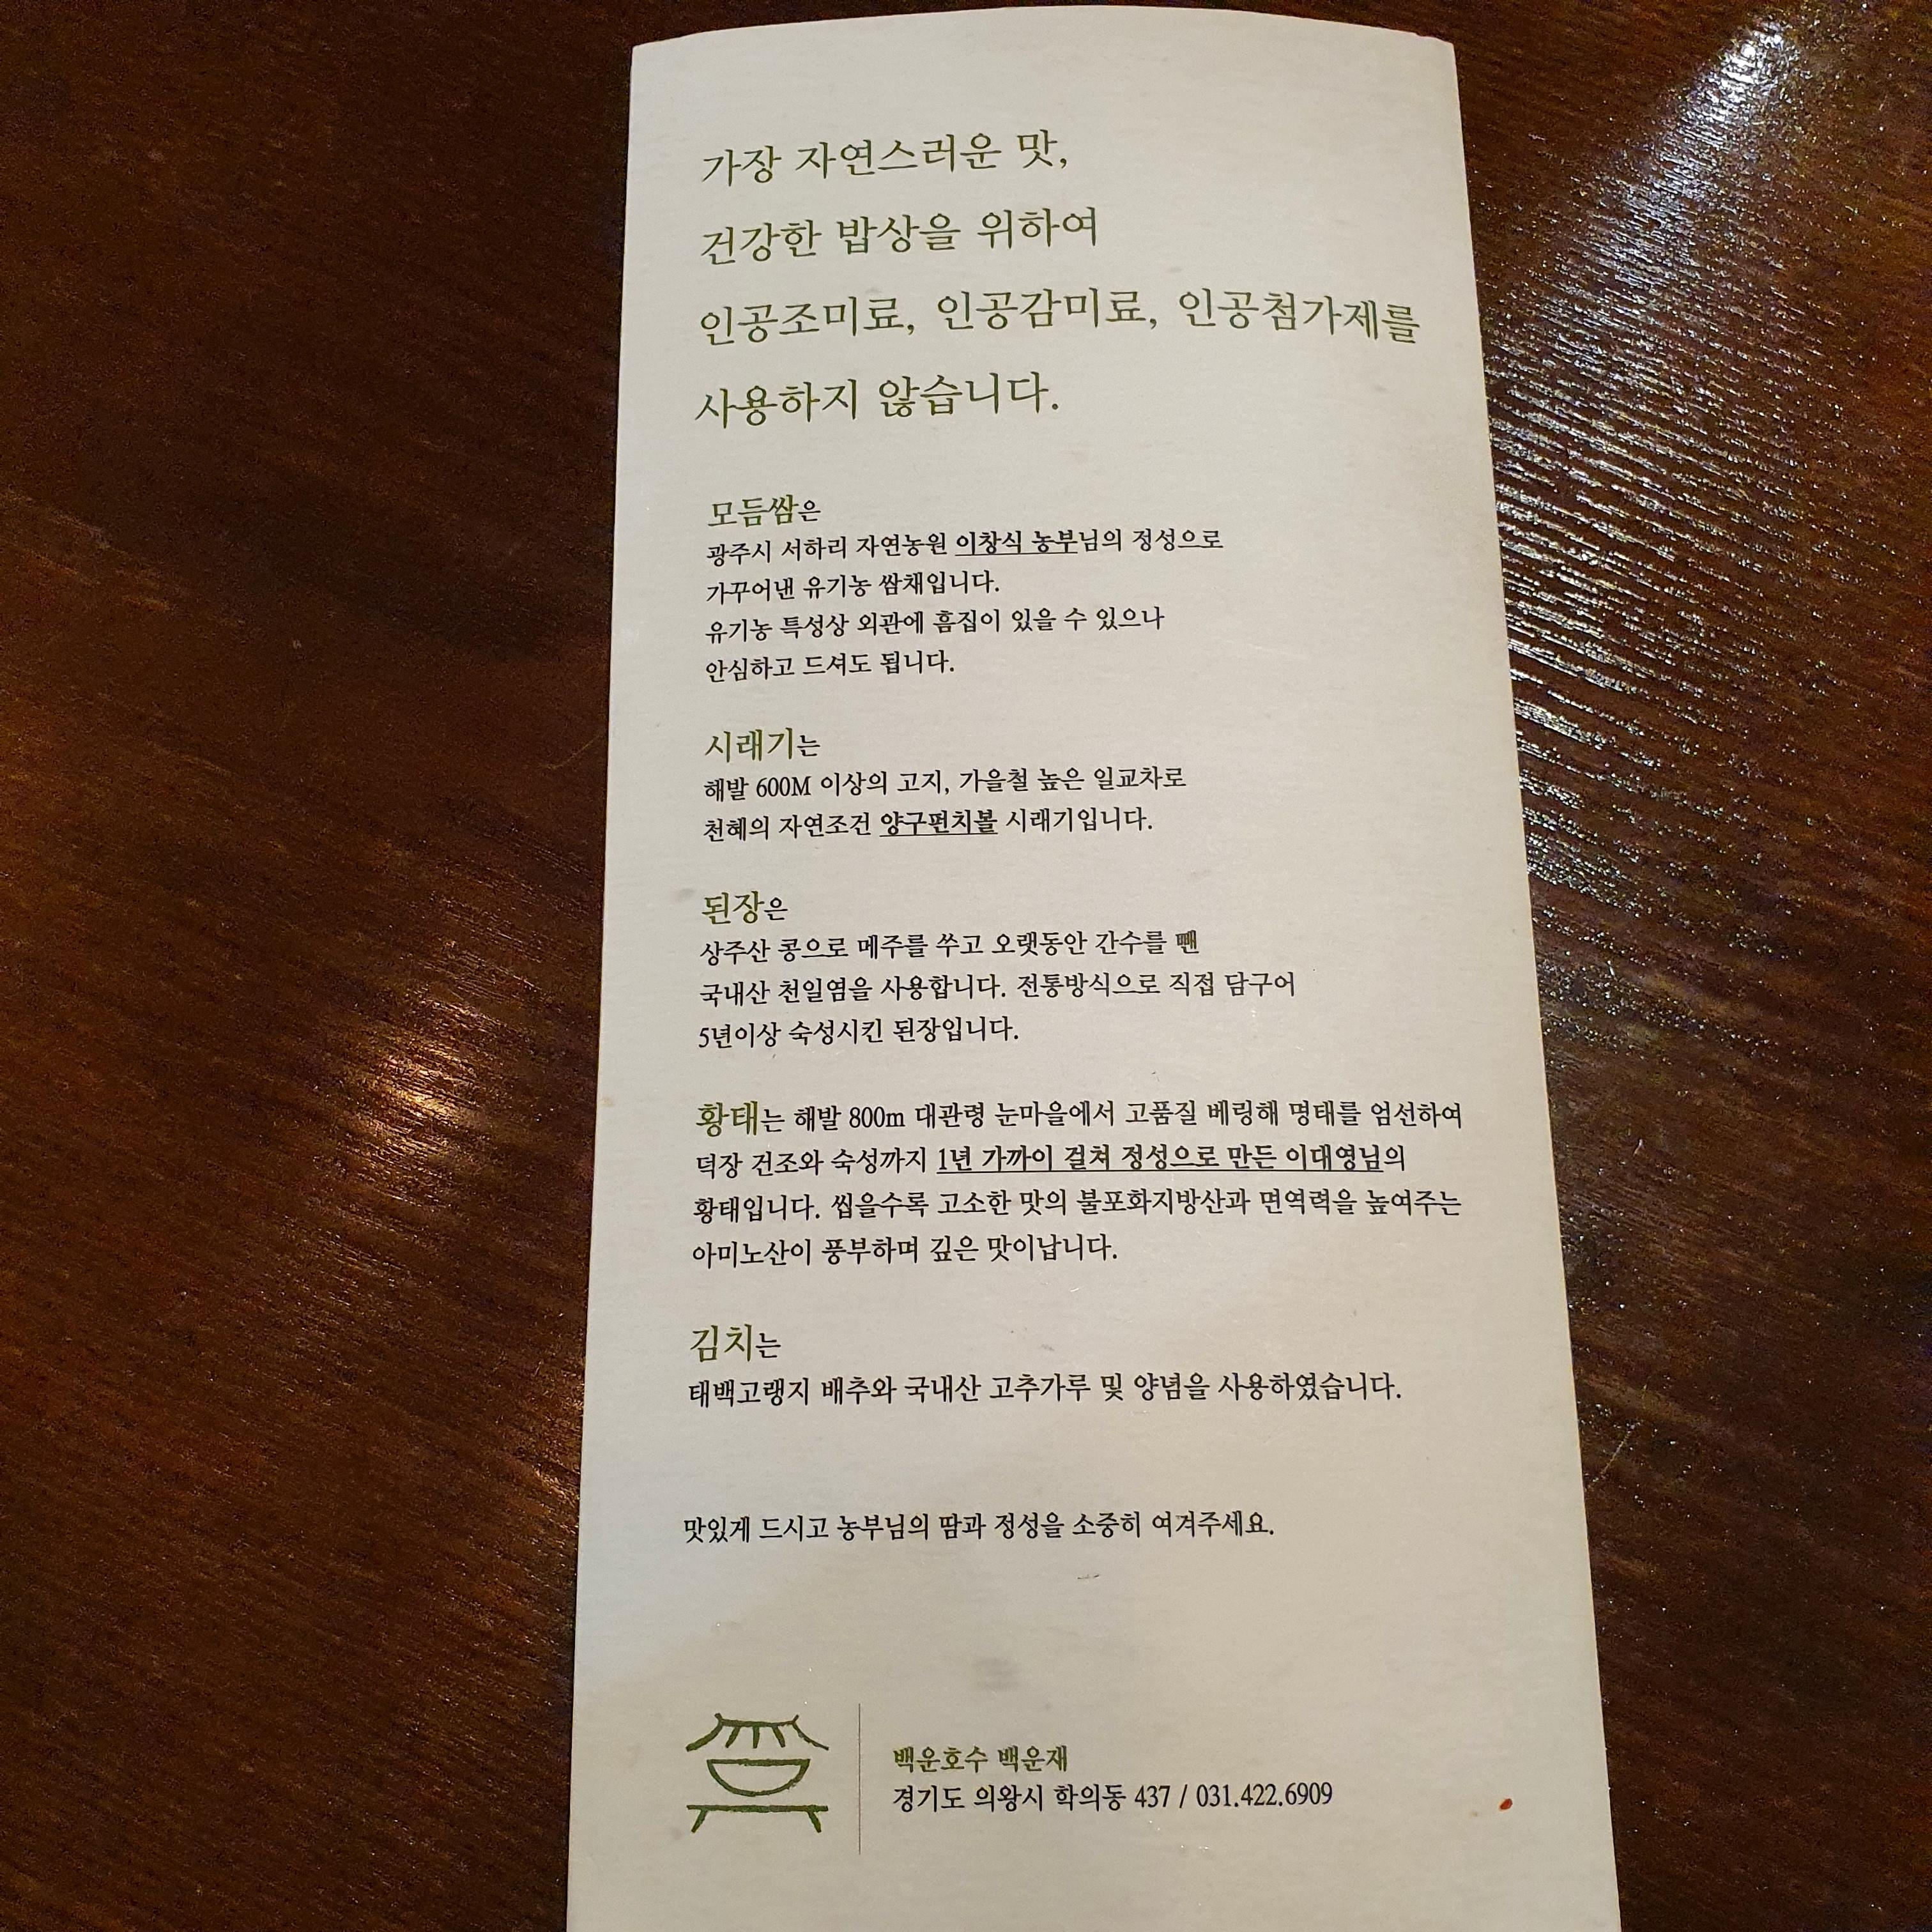 가장 자연스러운 맛,
건강한 밥상을 위하여
인공조미료, 인공감미료, 인공첨가제를
사용하지 않습니다.
모듬쌈은
광주시 서하리 자연농원 이창식 농부님의 정성으로
가꾸어낸 유기농 쌈채입니다.
유기농 특성상 외관에 흠집이 있을 수 있으나
안심하고 드셔도 됩니다.
시래기는
해발 600M 이상의 고지, 가을철 높은 일교차로
천혜의 자연조건 양구펀치볼 시래기입니다.
된장은
상주산 콩으로 메주를 쑤고 오랫동안 간수를 뺀
국내산 천일염을 사용합니다. 전통방식으로 직접 담구어
5년이상 숙성시킨 된장입니다.
황태는 해발 800m 대관령 눈마을에서 고품질 베링해 명태를 엄선하여
덕장 건조와 숙성까지 1년 가까이 걸쳐 정성으로 만든 이대영님의
황태입니다. 씹을수록 고소한 맛의 불포화지방산과 면역력을 높여주는
아미노산이 풍부하며 깊은 맛이납니다.
김치는
태백고랭지 배추와 국내산 고추가루 및 양념을 사용하였습니다.
맛있게 드시고 농부님의 땀과 정성을 소중히 여겨주세요.
백운호수 백운재
경기도 의왕시 학의동 437 / 031.422.6909